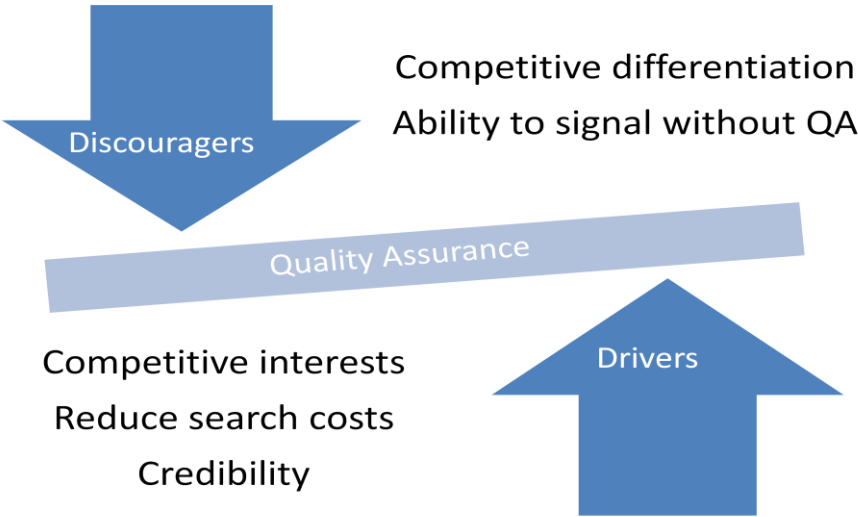 Competitive differentiation
Ability to signal without QA
Discouragers
Quality Assurance
Competitive interests
Reduce search costs
Credibility
Drivers